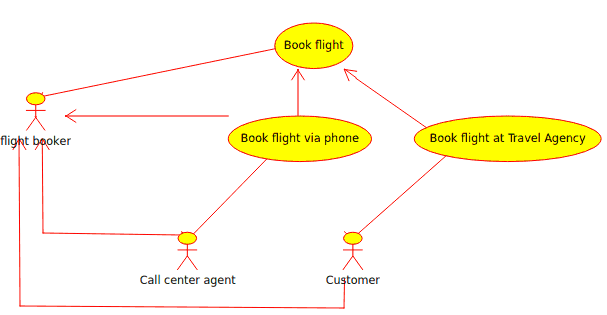 Book flight
flight booker
Book flight via phone
Book flight at Travel Agency
Call center agent
Customer